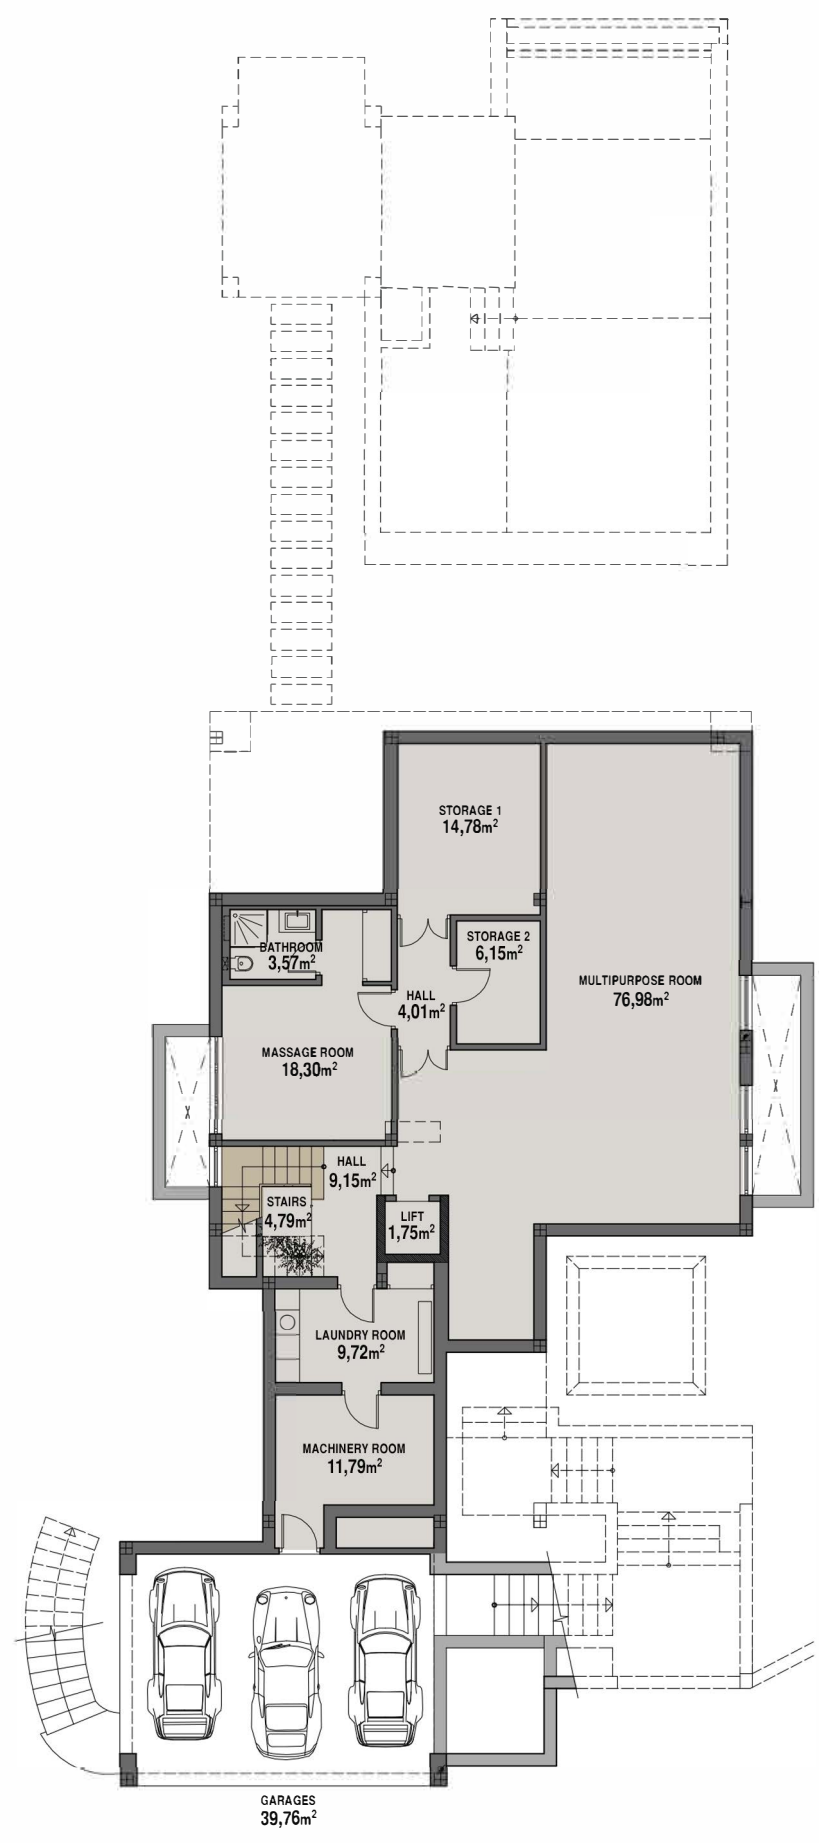 STORAGE 1
14,78m²
STORAGE 2
6,15m²
BATHROOM
3,57m²
MULTIPURPOSE ROOM
76,98m²
HALL
4,01m²
MASSAGE ROOM
18,30m²
HALL
9,15m²
STAIRS
4,79m²
LIFT
1,75m²
LAUNDRY ROOM
9,72m²
MACHINERY ROOM
11,79m²
GARAGES
39,76m²